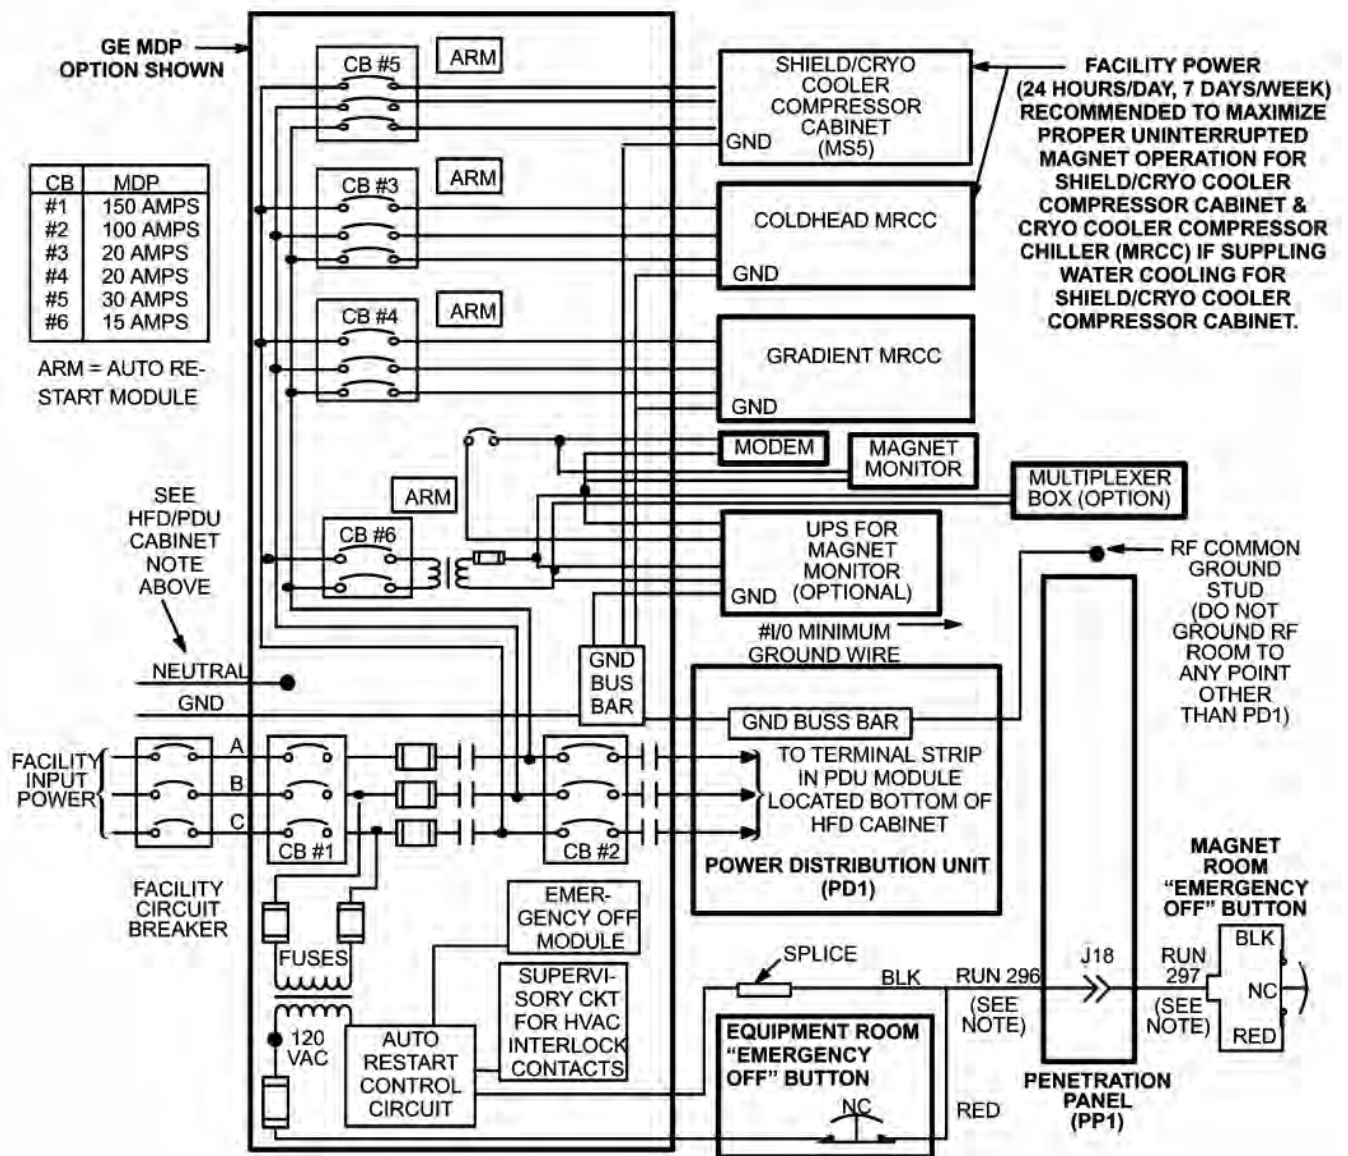 GE MDP
OPTION SHOWN
CB #5
ARM
SHIELD/CRYO
COOLER
COMPRESSOR
CABINET
(MS5)
GND
FACILITY POWER
(24 HOURS/DAY, 7 DAYS/WEEK)
RECOMMENDED TO MAXIMIZE
PROPER UNINTERRUPTED
MAGNET OPERATION FOR
SHIELD/CRYO COOLER
COMPRESSOR CABINET &
CRYO COOLER COMPRESSOR
CHILLER (MRCC) IF SUPPLING
WATER COOLING FOR
SHIELD/CRYO COOLER
COMPRESSOR CABINET.
CB MDP
#1 150 AMPS
#2 100 AMPS
#3 20 AMPS
#4 20 AMPS
#5 30 AMPS
#6 15 AMPS
ARM = AUTO RE-
START MODULE
CB #3
ARM
COLDHEAD MRCC
GND
CB #4
ARM
GRADIENT MRCC
GND
MODEM
MAGNET
MONITOR
MULTIPLEXER
BOX (OPTION)
ARM
CB #6
UPS FOR
MAGNET
MONITOR
(OPTIONAL)
GND
SEE
HFD/PDU
CABINET
NOTE
ABOVE
RF COMMON
GROUND
STUD
(DO NOT
GROUND RF
ROOM TO
ANY POINT
OTHER
THAN PD1)
#I/0 MINIMUM
GROUND WIRE
NEUTRAL
GND
GND
BUS
BAR
GND BUSS BAR
FACILITY
INPUT
POWER
A
B
C
CB #1
CB #2
TO TERMINAL STRIP
IN PDU MODULE
LOCATED BOTTOM OF
HFD CABINET
POWER DISTRIBUTION UNIT
(PD1)
FACILITY
CIRCUIT
BREAKER
FUSES
120
VAC
EMER-
GENCY OFF
MODULE
SUPERVI-
SORY CKT
FOR HVAC
INTERLOCK
CONTACTS
AUTO
RESTART
CONTROL
CIRCUIT
SPLICE
BLK
RUN 296
(SEE
NOTE)
J18
RUN
297
(SEE
NOTE)
MAGNET
ROOM
“EMERGENCY
OFF” BUTTON
BLK
NC
RED
EQUIPMENT ROOM
“EMERGENCY
OFF” BUTTON
NC
RED
PENETRATION
PANEL
(PP1)